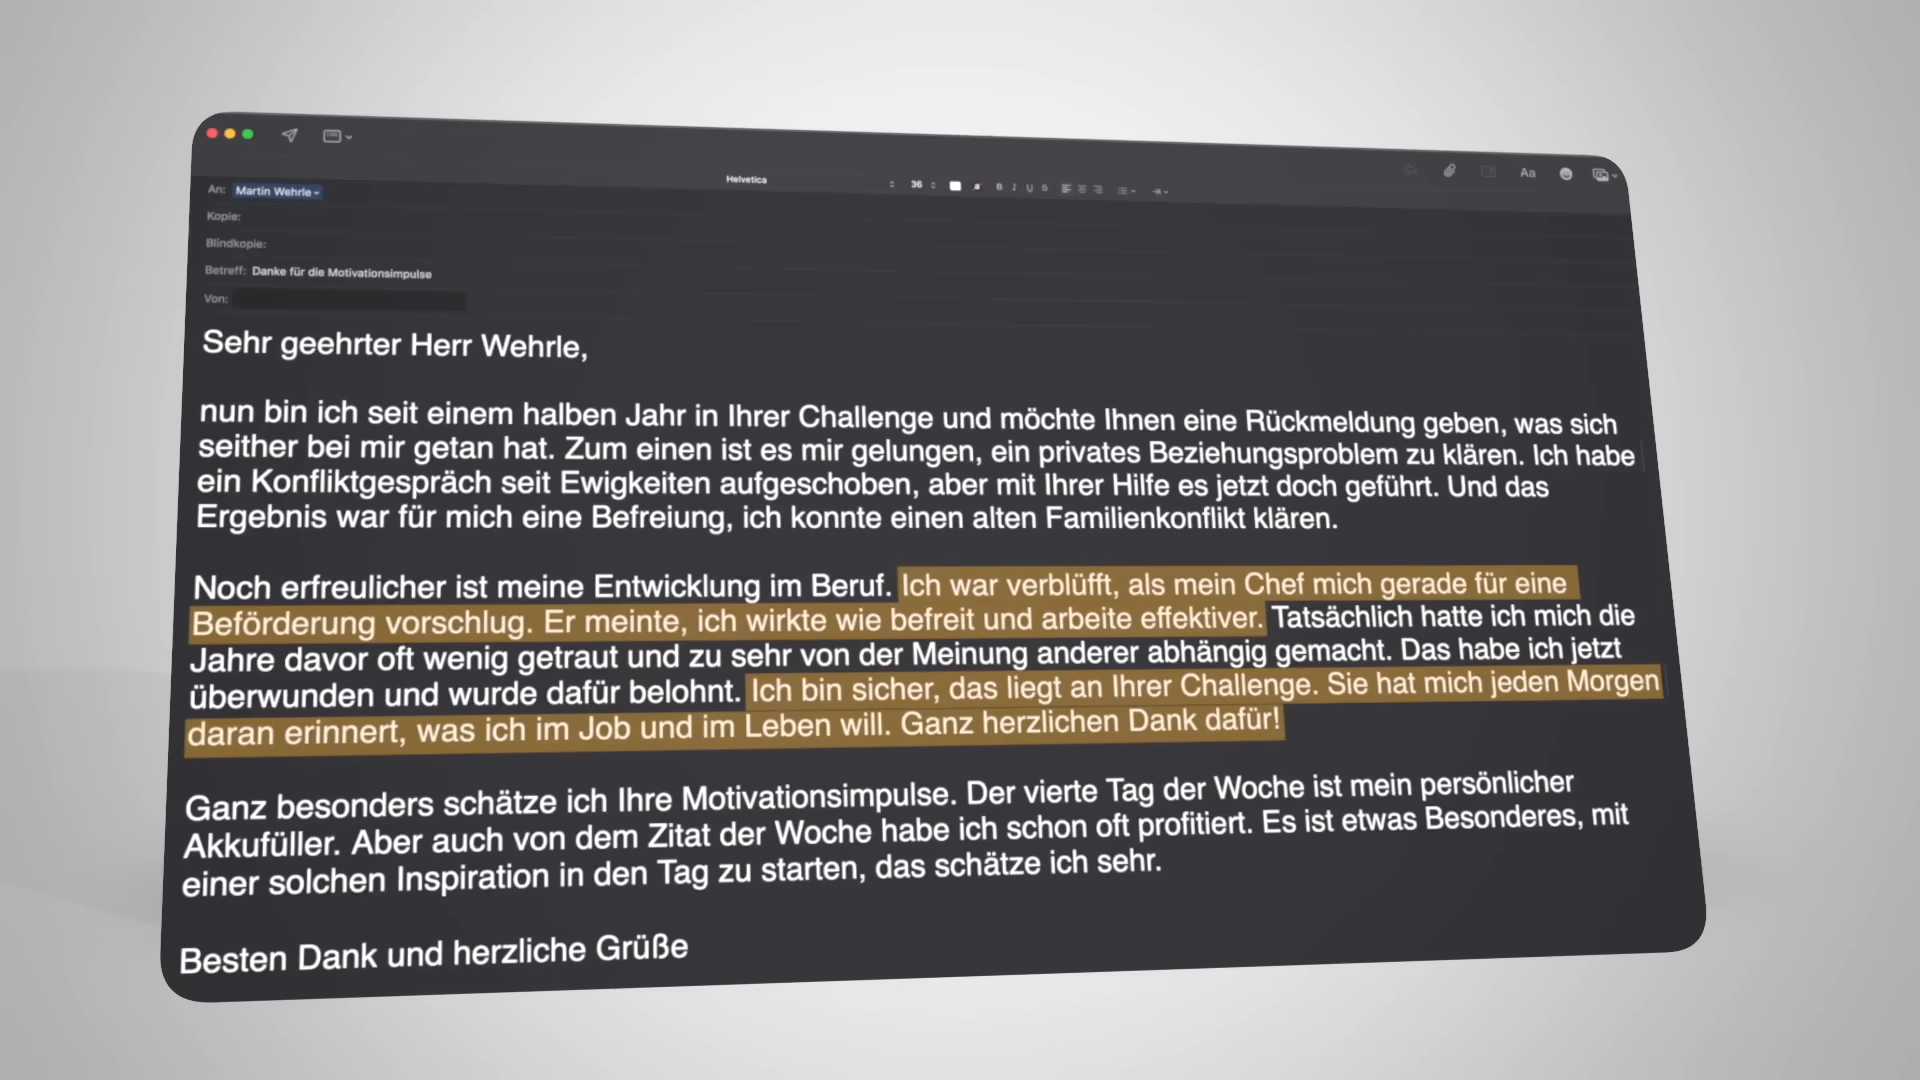 Helvetica
36
Aa
An: Martin Wehrle
Kopie:
Blindkopie:
Betreff: Danke für die Motivationsimpulse
Von:
Sehr geehrter Herr Wehrle,
nun bin ich seit einem halben Jahr in Ihrer Challenge und möchte Ihnen eine Rückmeldung geben, was sich
seither bei mir getan hat. Zum einen ist es mir gelungen, ein privates Beziehungsproblem zu klären. Ich habe
ein Konfliktgespräch seit Ewigkeiten aufgeschoben, aber mit Ihrer Hilfe es jetzt doch geführt. Und das
Ergebnis war für mich eine Befreiung, ich konnte einen alten Familienkonflikt klären.
Noch erfreulicher ist meine Entwicklung im Beruf. Ich war verblüfft, als mein Chef mich gerade für eine
Beförderung vorschlug. Er meinte, ich wirkte wie befreit und arbeite effektiver. Tatsächlich hatte ich mich die
Jahre davor oft wenig getraut und zu sehr von der Meinung anderer abhängig gemacht. Das habe ich jetzt
überwunden und wurde dafür belohnt. Ich bin sicher, das liegt an Ihrer Challenge. Sie hat mich jeden Morgen
daran erinnert, was ich im Job und im Leben will. Ganz herzlichen Dank dafür!
Ganz besonders schätze ich Ihre Motivationsimpulse. Der vierte Tag der Woche ist mein persönlicher
Akkufüller. Aber auch von dem Zitat der Woche habe ich schon oft profitiert. Es ist etwas Besonderes, mit
einer solchen Inspiration in den Tag zu starten, das schätze ich sehr.
Besten Dank und herzliche Grüße